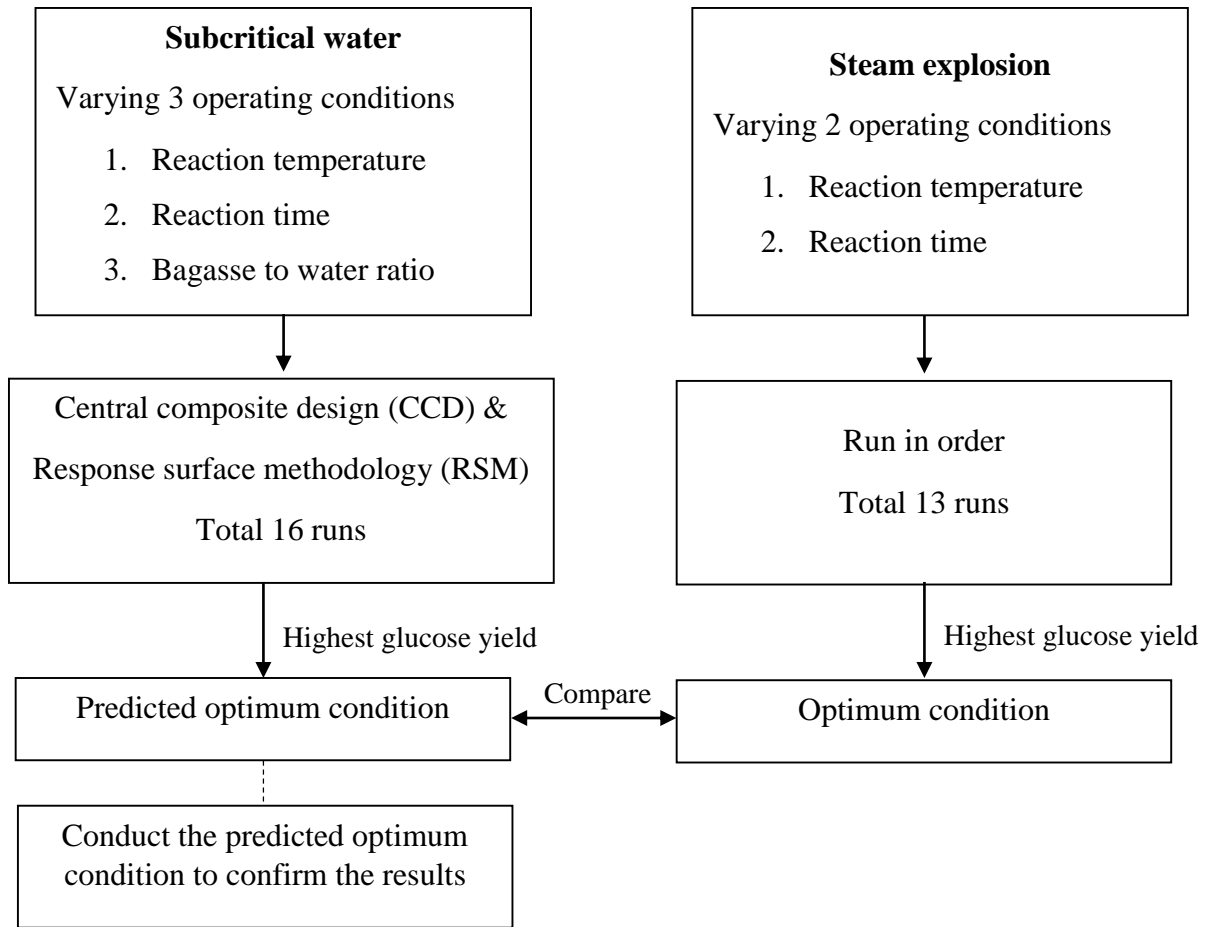 Subcritical water
Varying 3 operating conditions
1. Reaction temperature
2. Reaction time
3. Bagasse to water ratio
Steam explosion
Varying 2 operating conditions
1. Reaction temperature
2. Reaction time
Central composite design (CCD) &
Response surface methodology (RSM)
Total 16 runs
Run in order
Total 13 runs
Highest glucose yield
Highest glucose yield
Predicted optimum condition
Compare
Optimum condition
Conduct the predicted optimum
condition to confirm the results